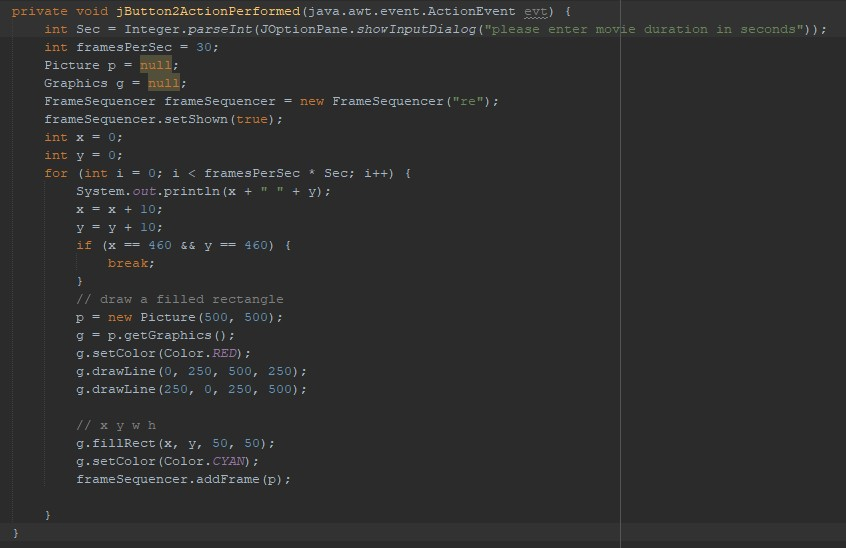 private void jButton2ActionPerformed(java.awt.event.ActionEvent evt) {
    int Sec = Integer.parseInt(JOptionPane.showInputDialog("please enter movie duration in seconds"));
    int framesPerSec = 30;
    Picture p = null;
    Graphics g = null;
    FrameSequencer frameSequencer = new FrameSequencer("re");
    frameSequencer.setShown(true);
    int x = 0;
    int y = 0;
    for (int i = 0; i < framesPerSec * Sec; i++) {
        System.out.println(x + " " + y);
        x = x + 10;
        y = y + 10;
        if (x == 460 && y == 460) {
            break;
        }
        // draw a filled rectangle
        p = new Picture(500, 500);
        g = p.getGraphics();
        g.setColor(Color.RED);
        g.drawLine(0, 250, 500, 250);
        g.drawLine(250, 0, 250, 500);

        // x y w h
        g.fillRect(x, y, 50, 50);
        g.setColor(Color.CYAN);
        frameSequencer.addFrame(p);

    }
}